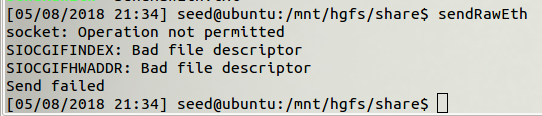 [05/08/2018 21:34] seed@ubuntu:/mnt/hgfs/share$ sendRawEth
socket: Operation not permitted
SIOCGIFINDEX: Bad file descriptor
SIOCGIFHWADDR: Bad file descriptor
Send failed
[05/08/2018 21:34] seed@ubuntu:/mnt/hgfs/share$